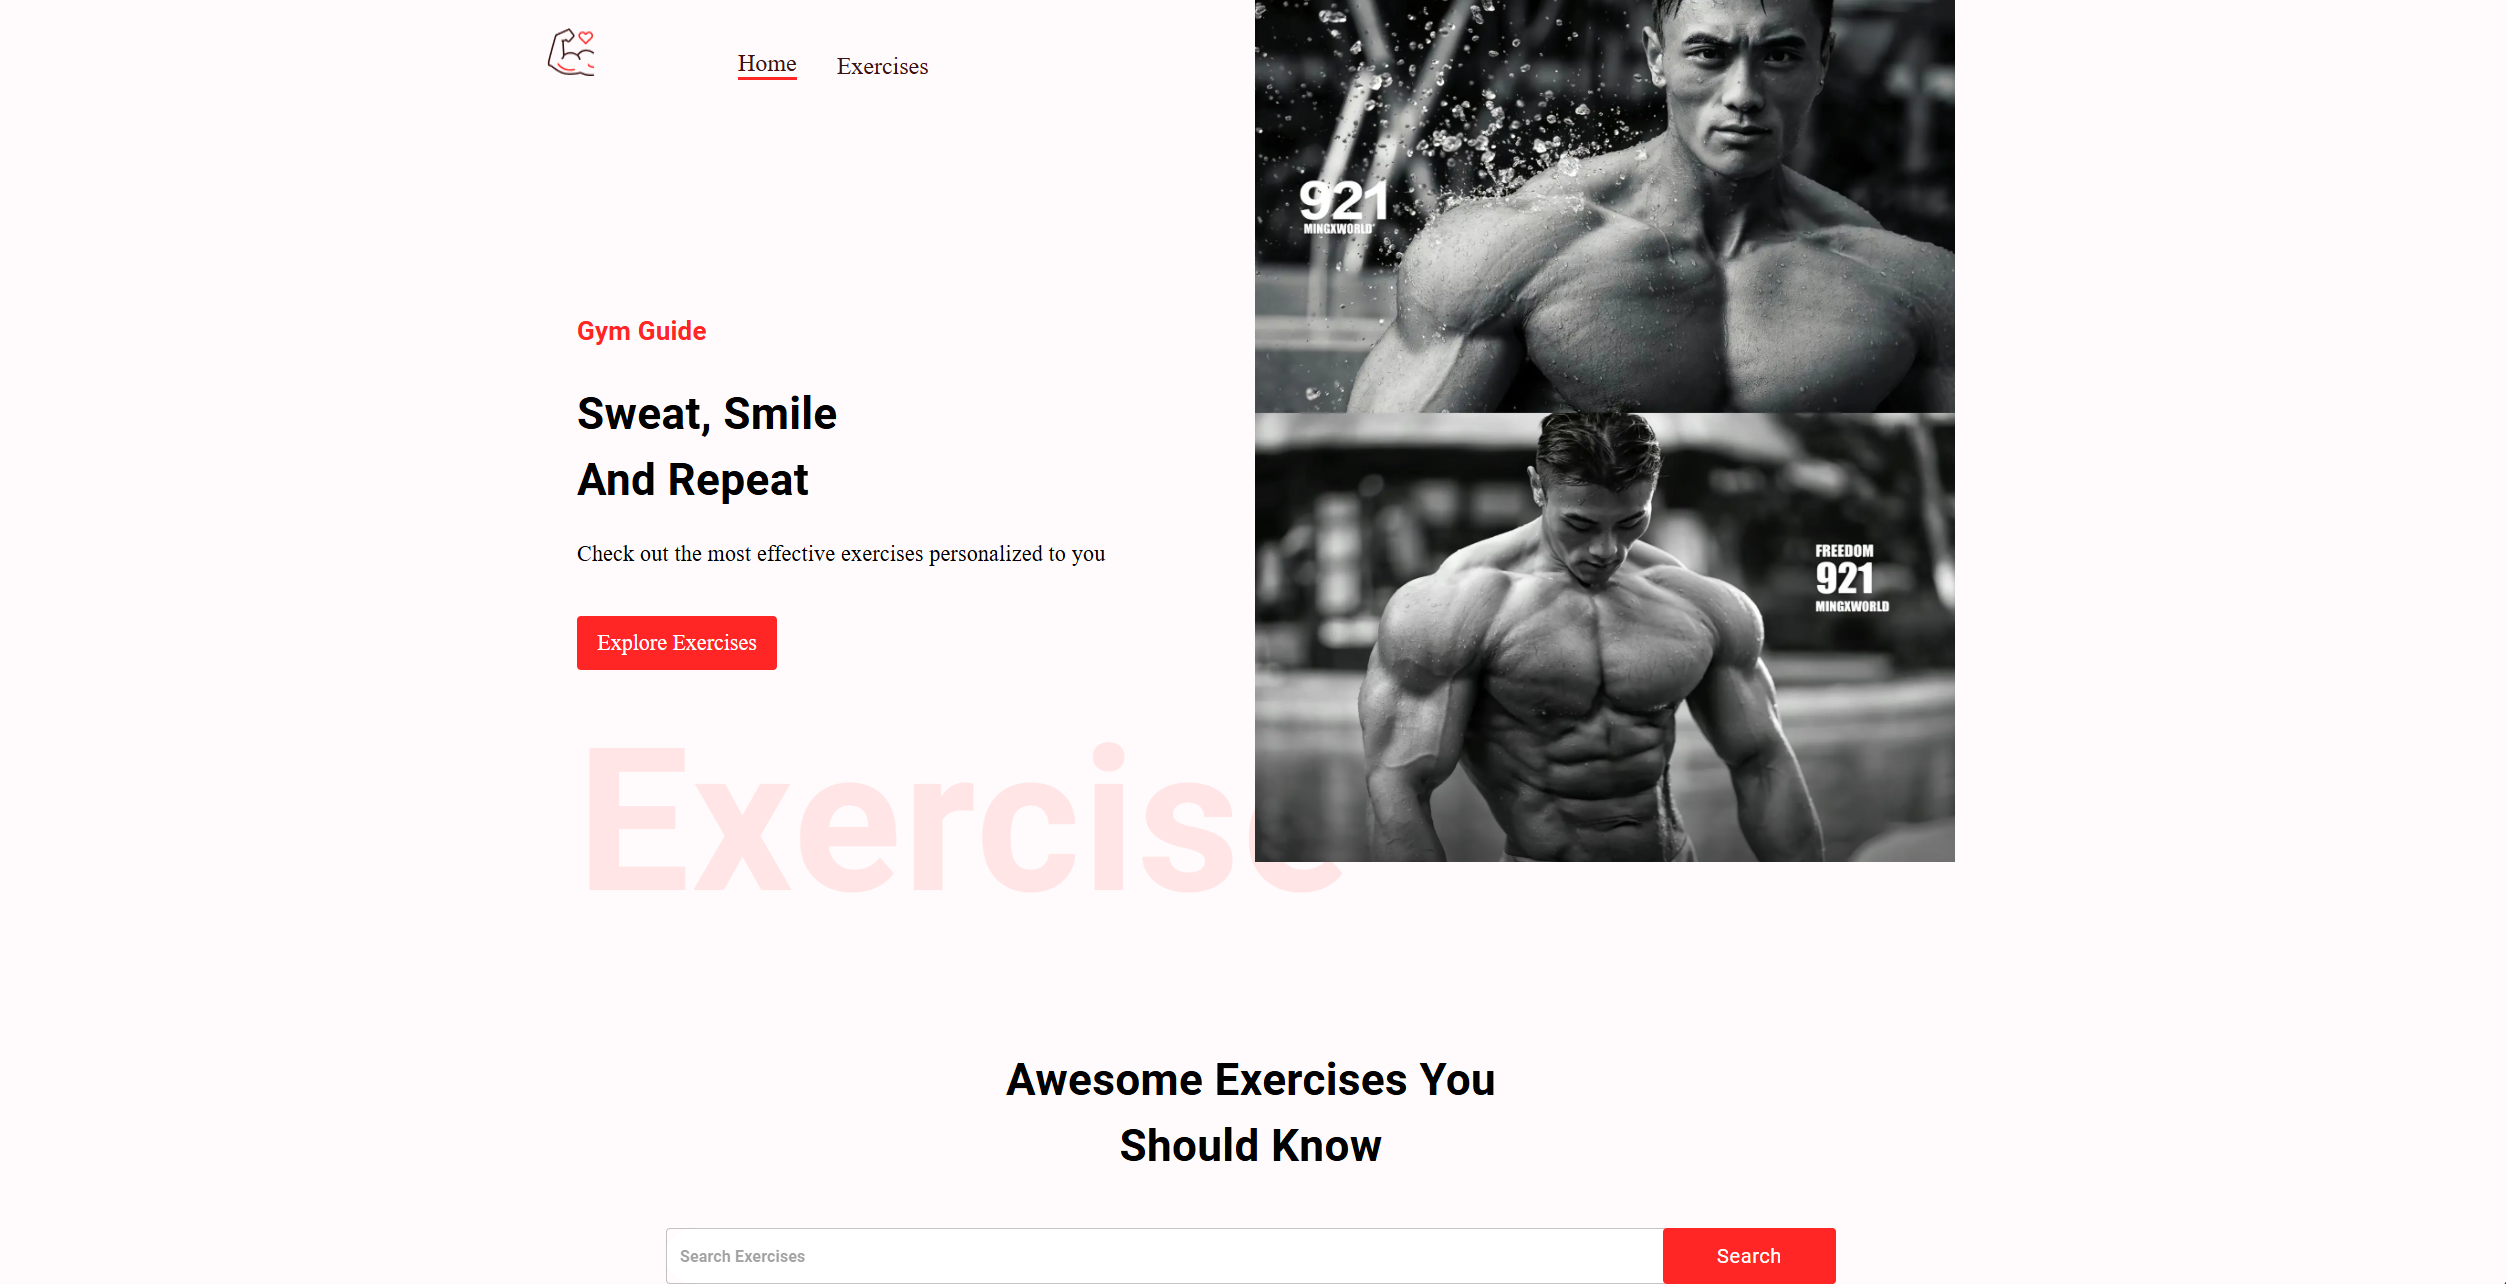 Home
Exercises
921
MINGXWORLD
Gym Guide
Sweat, Smile
And Repeat
Check out the most effective exercises personalized to you
Explore Exercises
FREEDOM
921
MINGXWORLD
Exercise
Awesome Exercises You
Should Know
Search Exercises
Search